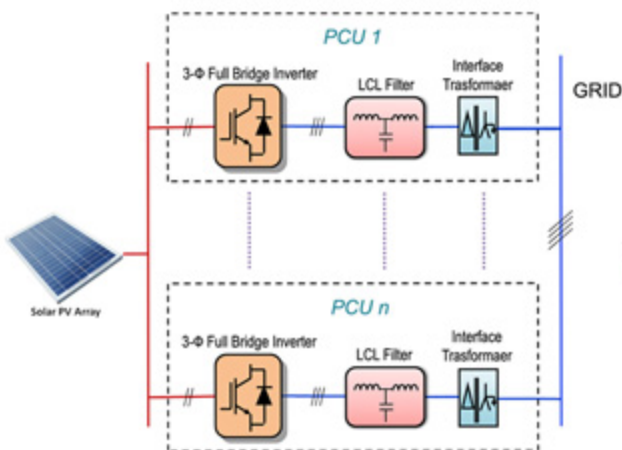 PCU 1
3-Φ Full Bridge Inverter
LCL Filter
Interface
Trasformaer
GRID
Solar PV Array
PCU n
3-Φ Full Bridge Inverter
LCL Filter
Interface
Trasformaer